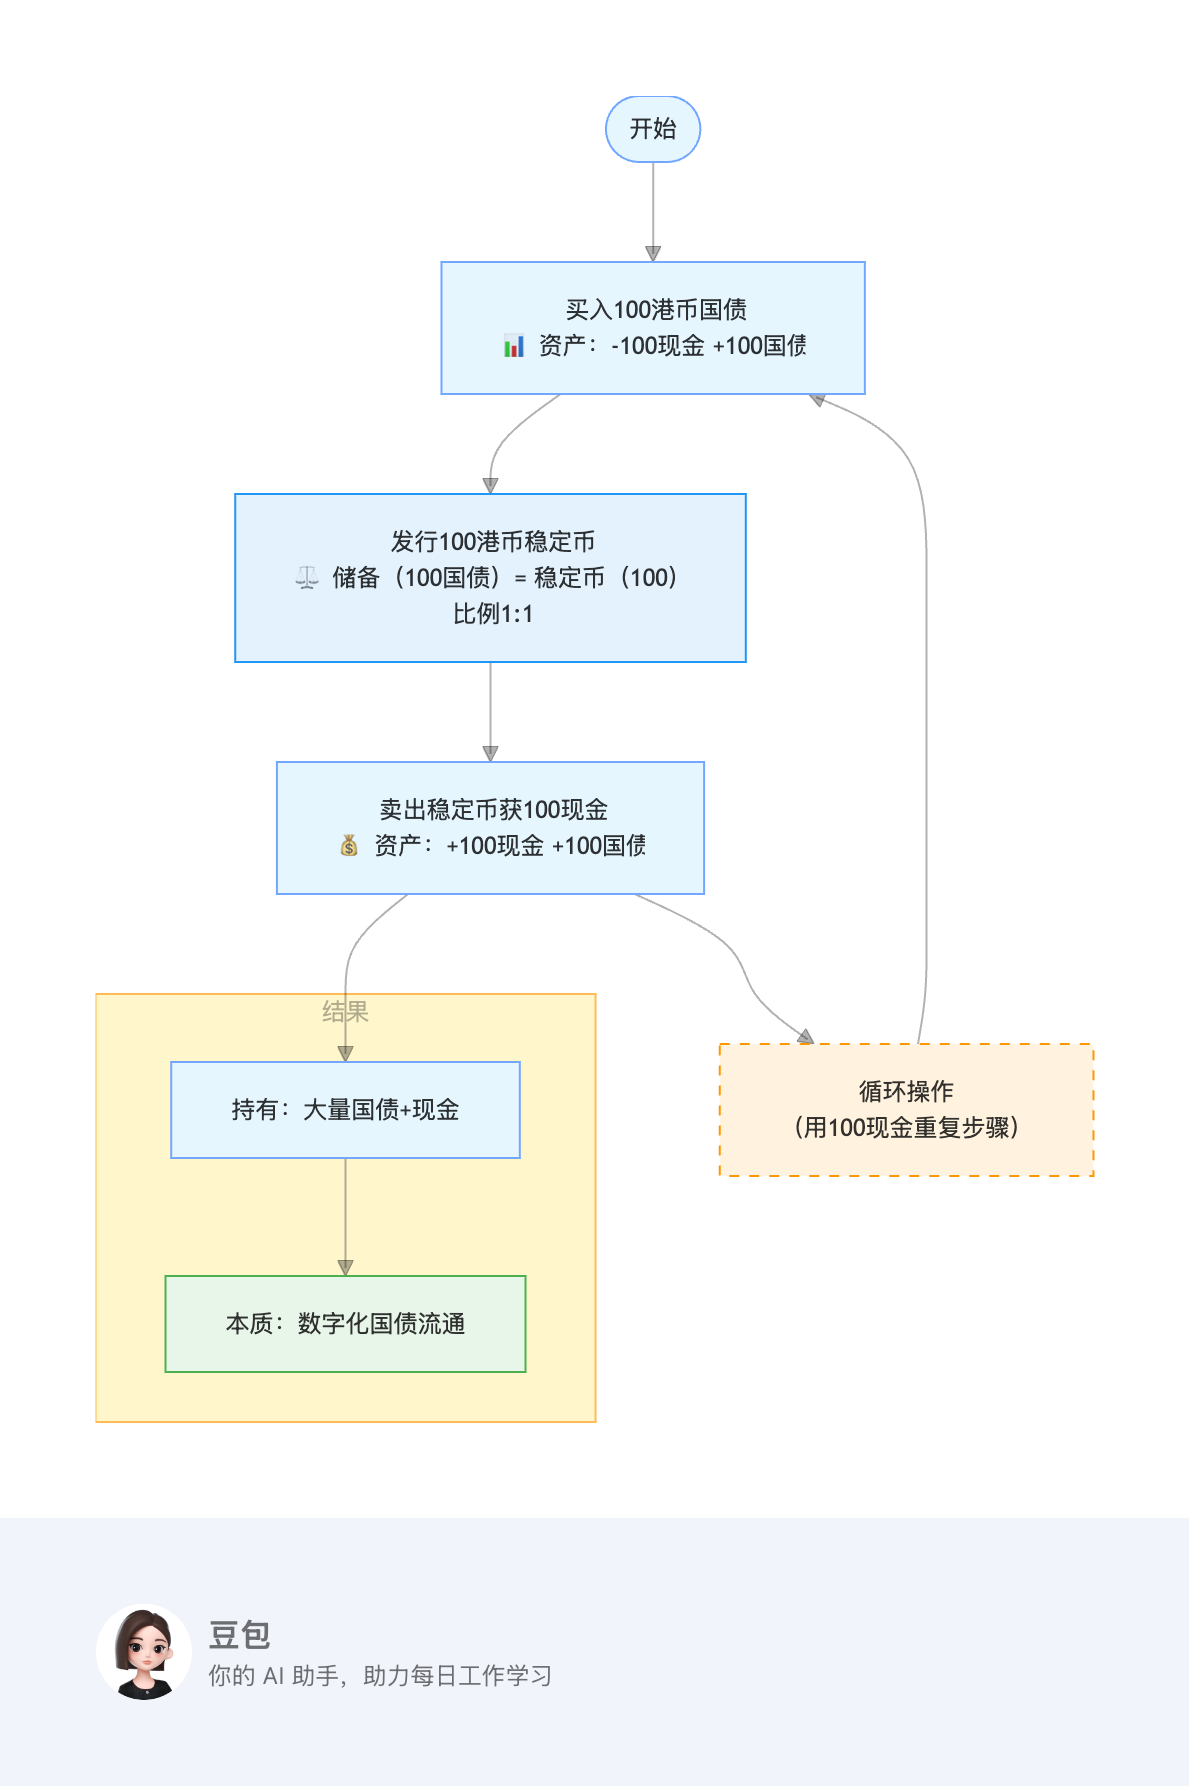 开始
买入100港币国债
📊 资产：-100现金 +100国债
发行100港币稳定币
⚖️ 储备（100国债）= 稳定币（100）
比例1:1
卖出稳定币获100现金
💰 资产：+100现金 +100国债
结果
持有：大量国债+现金
循环操作
（用100现金重复步骤）
本质：数字化国债流通
豆包
你的 AI 助手，助力每日工作学习